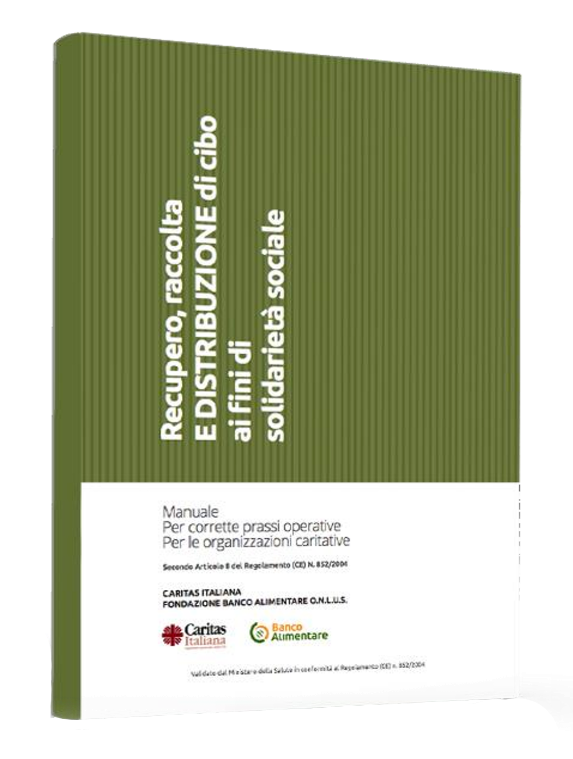 Recupero, raccolta
E DISTRIBUZIONE di cibo
ai fini di
solidarietà sociale
Manuale
Per corrette prassi operative
Per le organizzazioni caritative
Secondo Articolo 8 del Regolamento (CE) N. 852/2004
CARITAS ITALIANA
FONDAZIONE BANCO ALIMENTARE O.N.L.U.S.
Caritas
Italiana
Banco
Alimentare
Validato dal Ministero della Salute in conformità al Regolamento (CE) n. 852/2004